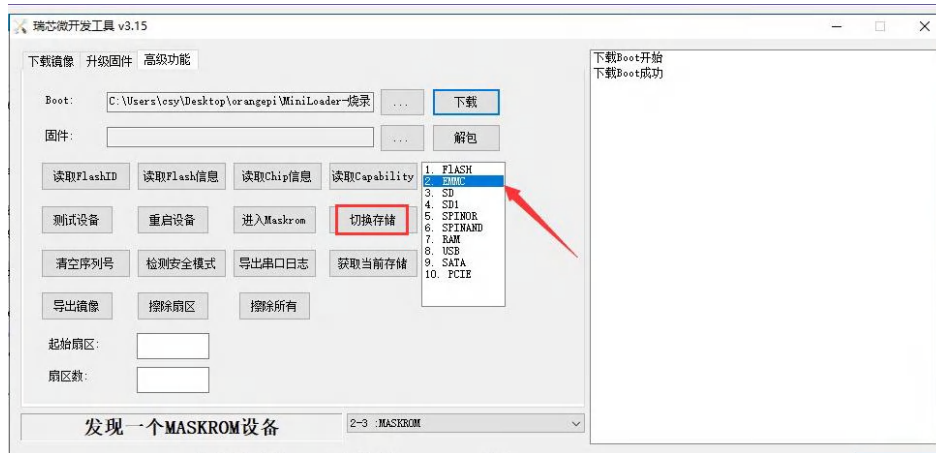 瑞芯微开发工具 v3.15
下载镜像 升级固件 高级功能
Boot: C:\Users\csy\Desktop\orangepi\MiniLoader-烧录 ... 下载
固件: ... 解包
读取FlashID 读取Flash信息 读取Chip信息 读取Capability
测试设备 重启设备 进入Maskrom 切换存储
清空序列号 检测安全模式 导出串口日志 获取当前存储
导出镜像 擦除扇区 擦除所有
1. FlASH
2. EMMC
3. SD
4. SD1
5. SPINOR
6. SPINAND
7. RAM
8. USB
9. SATA
10. PCIE
起始扇区:
扇区数:
发现一个MASKROM设备 2-3 :MASKROM
下载Boot开始
下载Boot成功